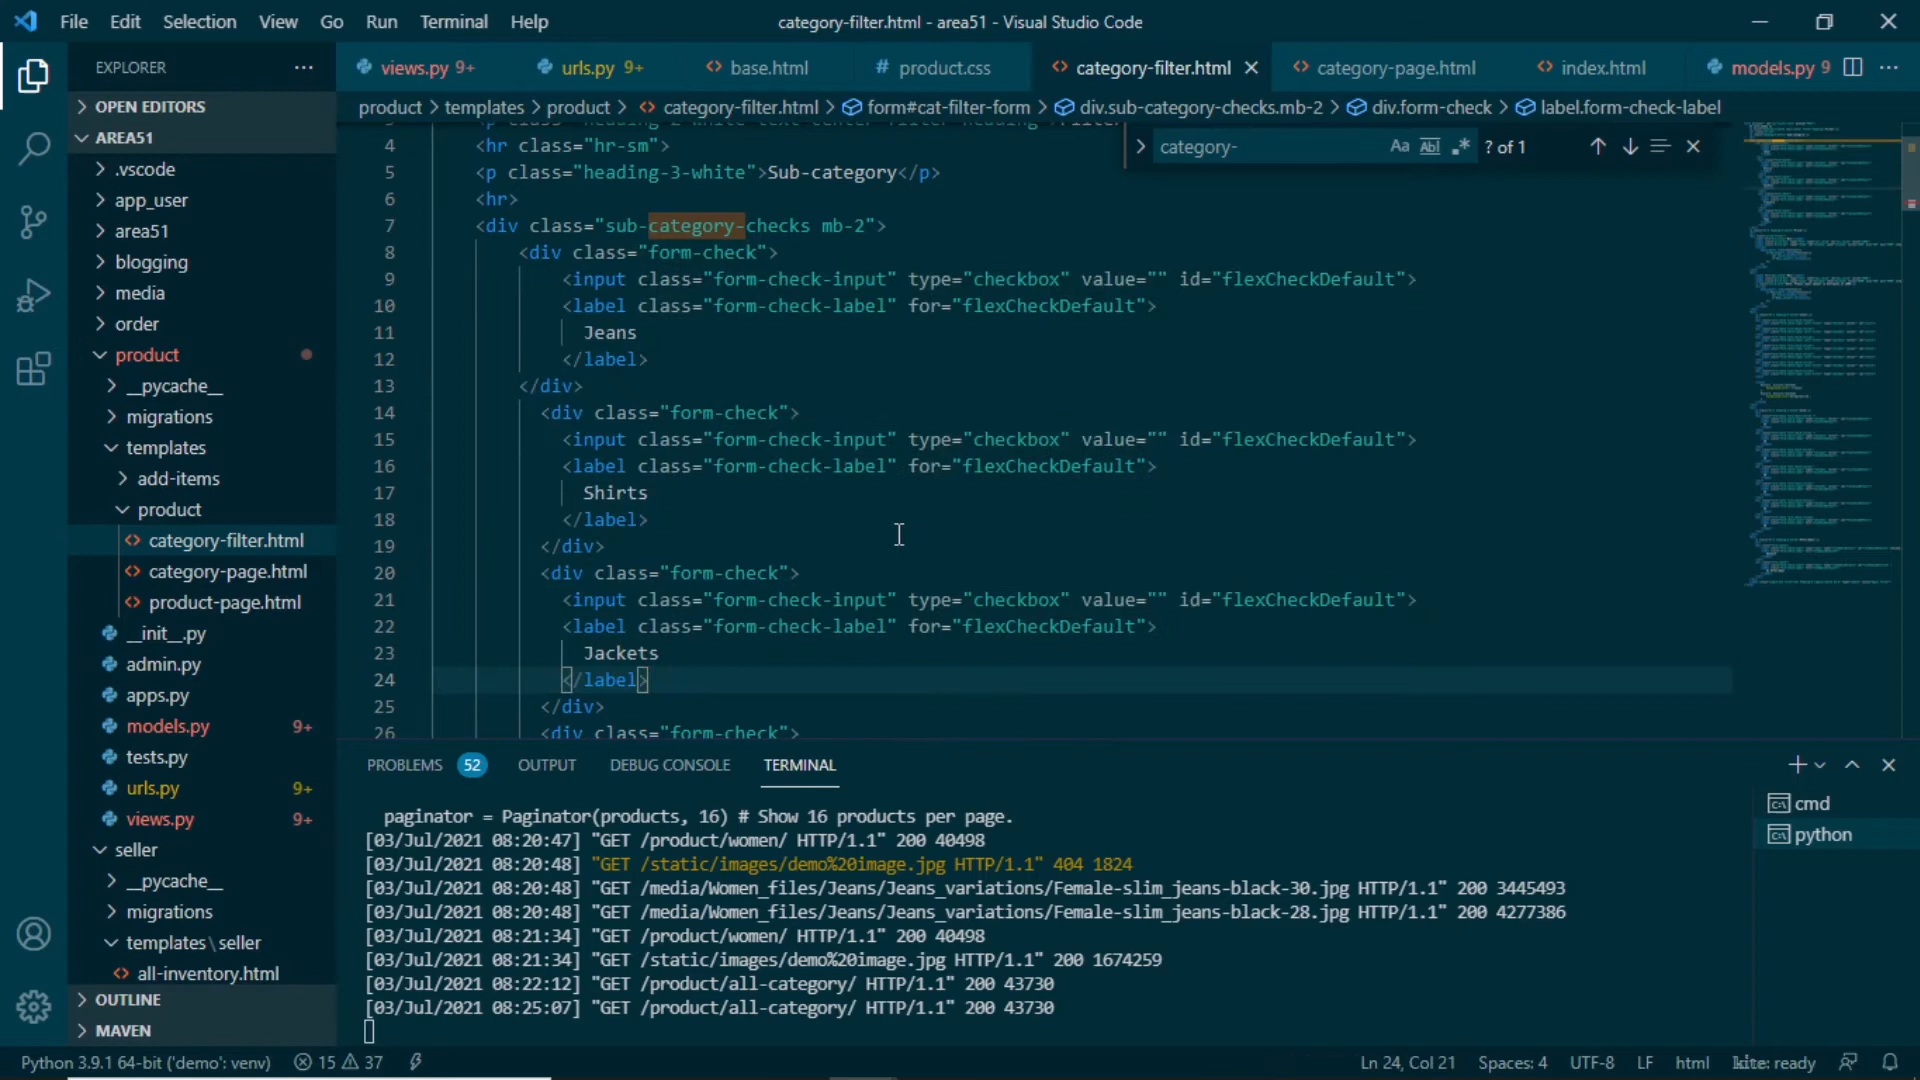 File Edit Selection View Go Run Terminal Help
category-filter.html - area51 - Visual Studio Code
EXPLORER
views.py 9+ urls.py 9+ base.html product.css category-filter.html category-page.html index.html models.py 9
OPEN EDITORS
product > templates > product > category-filter.html > form#cat-filter-form > div.sub-category-checks.mb-2 > div.form-check > label.form-check-label
AREA51
.vscode
app_user
area51
blogging
media
order
product
__pycache__
migrations
templates
add-items
product
category-filter.html
category-page.html
product-page.html
__init__.py
admin.py
apps.py
models.py 9+
tests.py
urls.py 9+
views.py 9+
seller
__pycache__
migrations
templates\seller
all-inventory.html
OUTLINE
MAVEN
category- Aa Abl .* ? of 1
4 <hr class="hr-sm">
5 <p class="heading-3-white">Sub-category</p>
6 <hr>
7 <div class="sub-category-checks mb-2">
8 <div class="form-check">
9 <input class="form-check-input" type="checkbox" value="" id="flexCheckDefault">
10 <label class="form-check-label" for="flexCheckDefault">
11 Jeans
12 </label>
13 </div>
14 <div class="form-check">
15 <input class="form-check-input" type="checkbox" value="" id="flexCheckDefault">
16 <label class="form-check-label" for="flexCheckDefault">
17 Shirts
18 </label>
19 </div>
20 <div class="form-check">
21 <input class="form-check-input" type="checkbox" value="" id="flexCheckDefault">
22 <label class="form-check-label" for="flexCheckDefault">
23 Jackets
24 </label>
25 </div>
26 <div class="form-check">
PROBLEMS 52 OUTPUT DEBUG CONSOLE TERMINAL
paginator = Paginator(products, 16) # Show 16 products per page.
[03/Jul/2021 08:20:47] "GET /product/women/ HTTP/1.1" 200 40498
[03/Jul/2021 08:20:48] "GET /static/images/demo%20image.jpg HTTP/1.1" 404 1824
[03/Jul/2021 08:20:48] "GET /media/Women_files/Jeans/Jeans_variations/Female-slim_jeans-black-30.jpg HTTP/1.1" 200 3445493
[03/Jul/2021 08:20:48] "GET /media/Women_files/Jeans/Jeans_variations/Female-slim_jeans-black-28.jpg HTTP/1.1" 200 4277386
[03/Jul/2021 08:21:34] "GET /product/women/ HTTP/1.1" 200 40498
[03/Jul/2021 08:21:34] "GET /static/images/demo%20image.jpg HTTP/1.1" 200 1674259
[03/Jul/2021 08:22:12] "GET /product/all-category/ HTTP/1.1" 200 43730
[03/Jul/2021 08:25:07] "GET /product/all-category/ HTTP/1.1" 200 43730
cmd
python
Python 3.9.1 64-bit ('demo': venv) 15 37
Ln 24, Col 21 Spaces: 4 UTF-8 LF html kite: ready